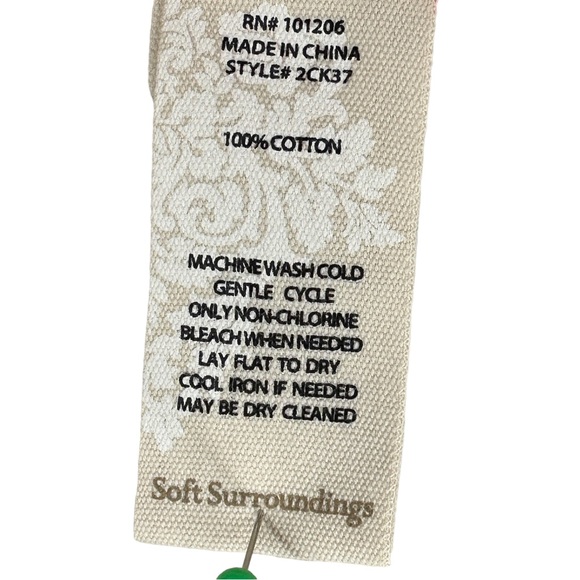 RN# 101206
MADE IN CHINA
STYLE# 2CK37
100% COTTON
MACHINE WASH COLD
GENTLE CYCLE
ONLY NON-CHLORINE
BLEACH WHEN NEEDED
LAY FLAT TO DRY
COOL IRON IF NEEDED
MAY BE DRY CLEANED
Soft Surroundings